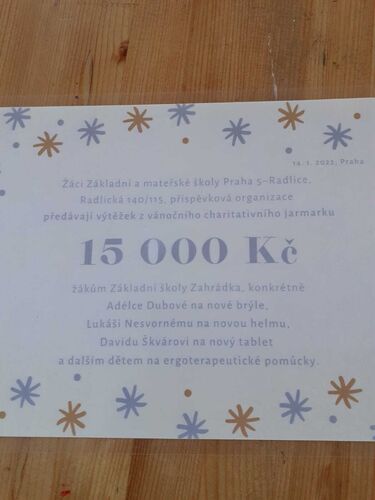 14. 1. 2022, Praha
Žáci Základní a mateřské školy Praha 5–Radlice,
Radlická 140/115, příspěvková organizace
předávají výtěžek z vánočního charitativního jarmarku
15 000 Kč
žákům Základní školy Zahrádka, konkrétně
Adélce Dubové na nové brýle,
Lukáši Nesvornému na novou helmu,
Davidu Škvárovi na nový tablet
a dalším dětem na ergoterapeutické pomůcky.